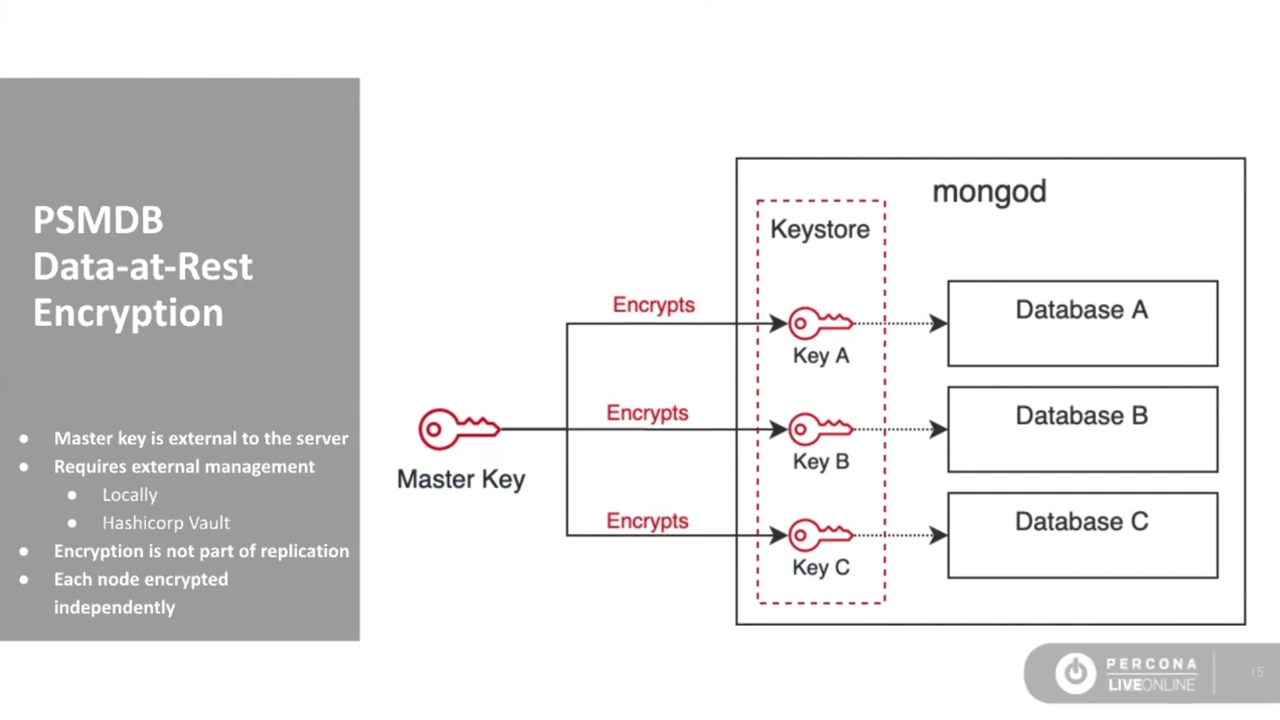 PSMDB
Data-at-Rest
Encryption
● Master key is external to the server
● Requires external management
● Locally
● Hashicorp Vault
● Encryption is not part of replication
● Each node encrypted
independently
mongod
Keystore
Encrypts
Key A
Database A
Master Key
Encrypts
Key B
Database B
Encrypts
Key C
Database C
PERCONA
LIVEONLINE